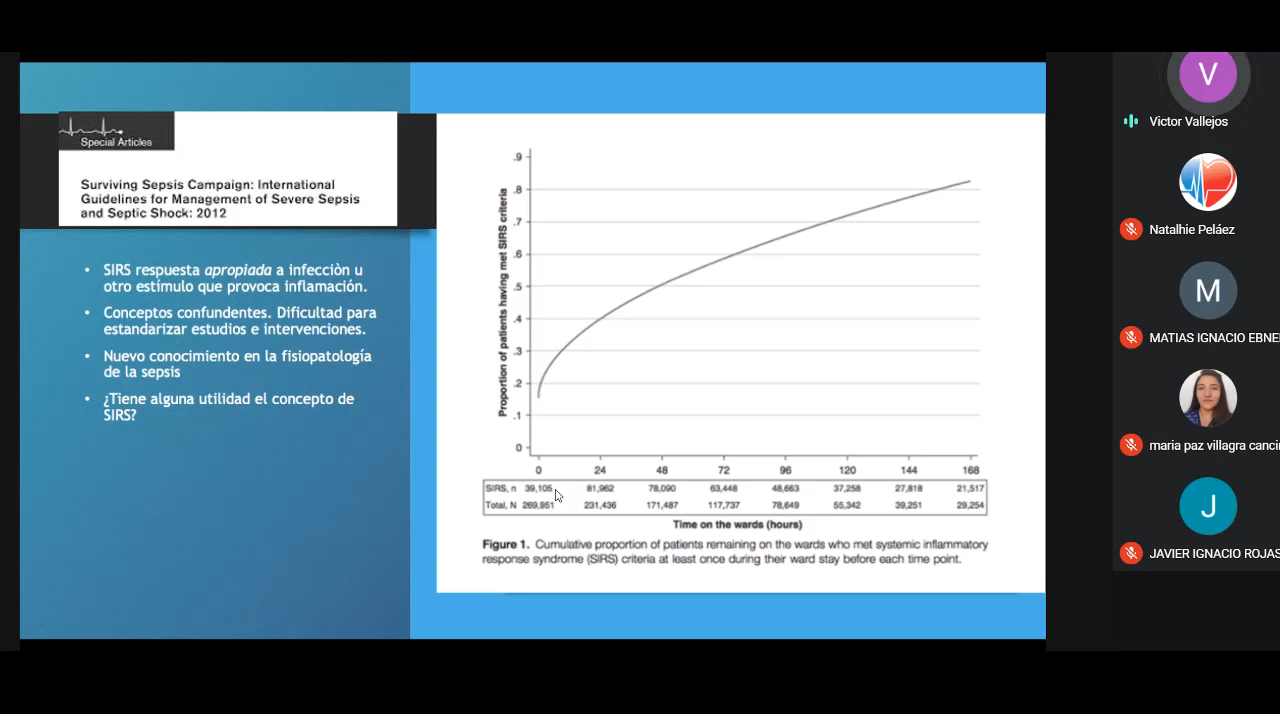 Special Articles
Surviving Sepsis Campaign: International
Guidelines for Management of Severe Sepsis
and Septic Shock: 2012
• SIRS respuesta apropiada a infecciòn u
otro estímulo que provoca inflamación.
• Conceptos confundentes. Dificultad para
estandarizar estudios e intervenciones.
• Nuevo conocimiento en la fisiopatología
de la sepsis
• ¿Tiene alguna utilidad el concepto de
SIRS?
Proportion of patients having met SIRS criteria
.9
.8
.7
.6
.5
.4
.3
.2
.1
0
0 24 48 72 96 120 144 168
SIRS, n 39,105 81,962 78,090 63,448 48,663 37,258 27,818 21,517
Total, N 269,951 231,436 171,487 117,737 78,649 55,342 39,251 29,254
Time on the wards (hours)
Figure 1. Cumulative proportion of patients remaining on the wards who met systemic inflammatory
response syndrome (SIRS) criteria at least once during their ward stay before each time point.
V
Victor Vallejos
Natalhie Peláez
M
MATIAS IGNACIO EBNE
maria paz villagra canci
J
JAVIER IGNACIO ROJAS